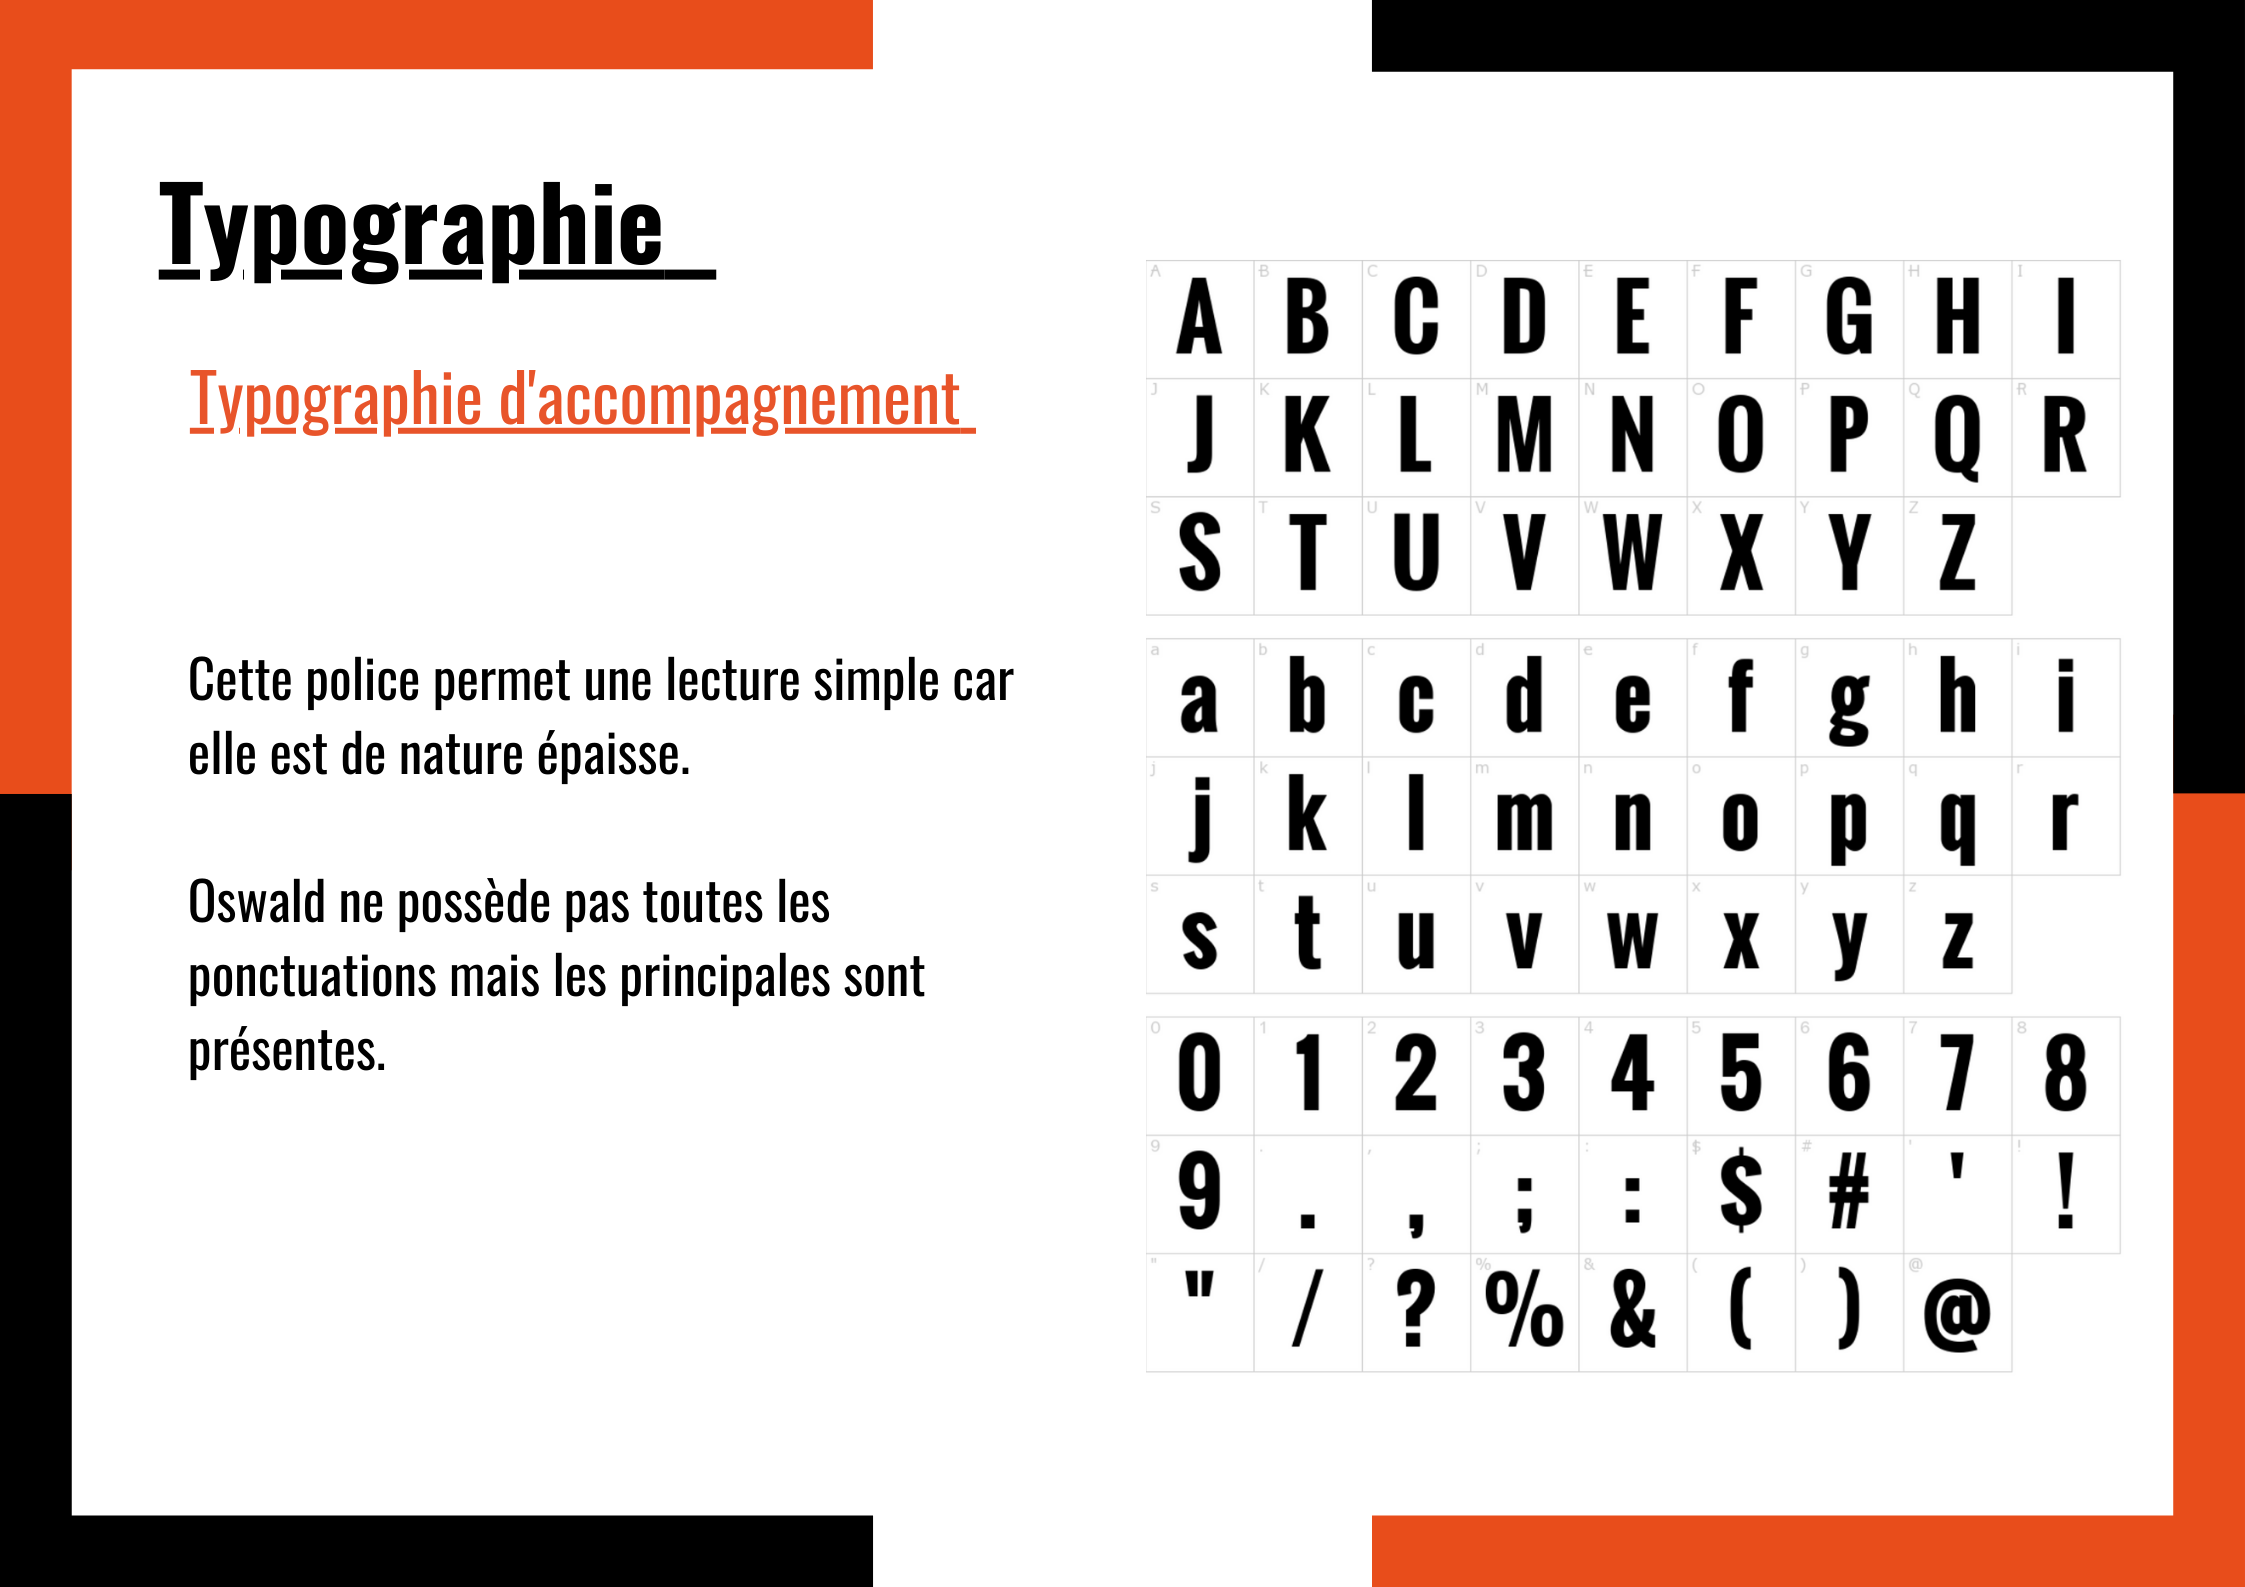 Typographie
Typographie d'accompagnement
Cette police permet une lecture simple car
elle est de nature épaisse.
Oswald ne possède pas toutes les
ponctuations mais les principales sont
présentes.
A B C D E F G H I
J K L M N O P Q R
S T U V W X Y Z
a b c d e f g h i
j k l m n o p q r
s t u v w x y z
0 1 2 3 4 5 6 7 8
9 . , ; : $ # ' !
" / ? % & ( ) @